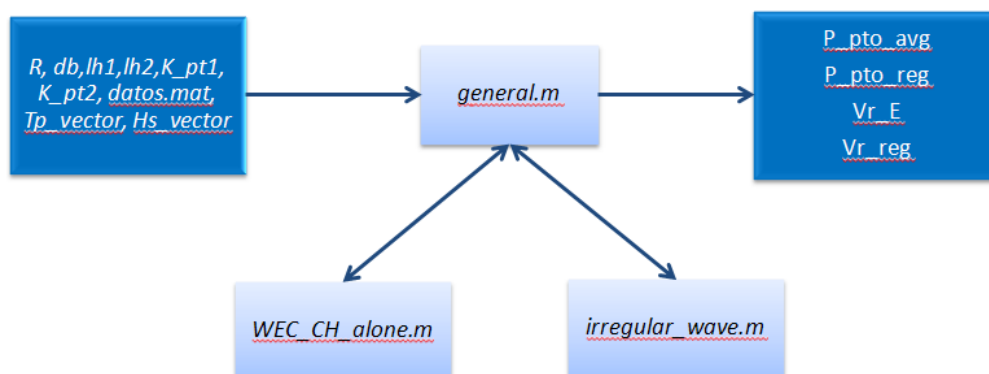 R, db,lh1,lh2,K_pt1,
K_pt2, datos.mat,
Tp_vector, Hs_vector
general.m
P_pto_avg
P_pto_reg
Vr_E
Vr_reg
WEC_CH_alone.m
irregular_wave.m